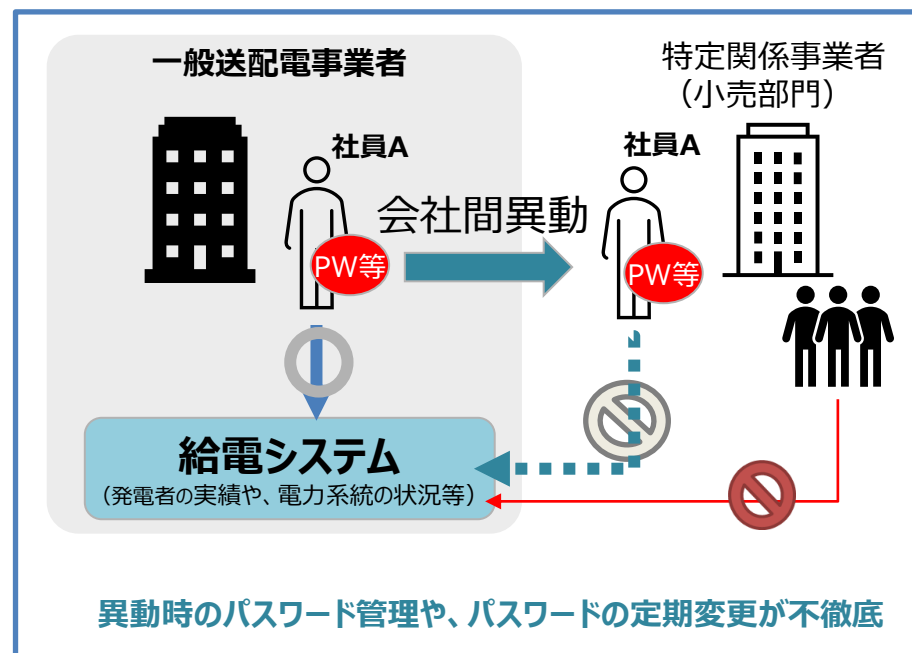 一般送配電事業者
特定関係事業者
（小売部門）
社員A
社員A
会社間異動
PW等
PW等
給電システム
（発電者の実績や、電力系統の状況等）
異動時のパスワード管理や、パスワードの定期変更が不徹底